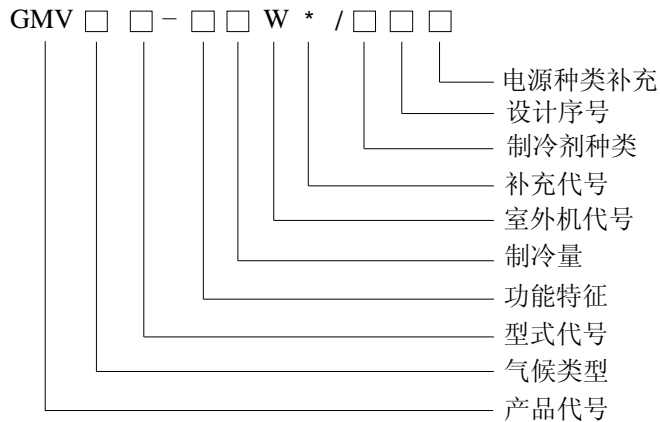 GMV □ □ - □ □ W * / □ □ □
电源种类补充
设计序号
制冷剂种类
补充代号
室外机代号
制冷量
功能特征
型式代号
气候类型
产品代号